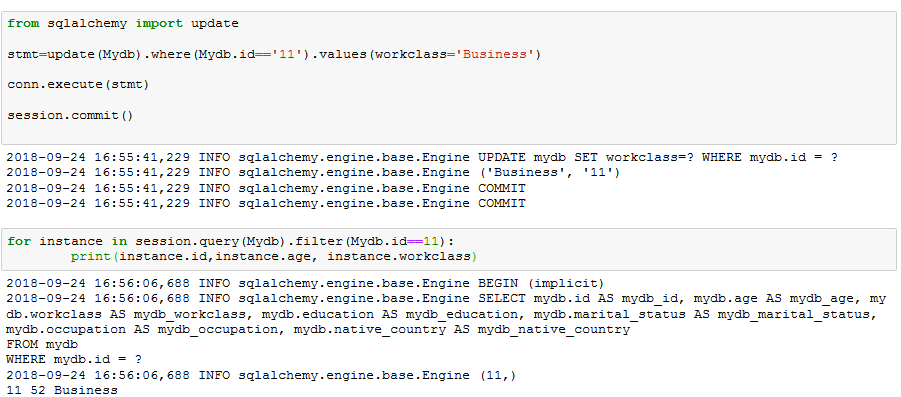 from sqlalchemy import update
stmt=update(Mydb).where(Mydb.id=='11').values(workclass='Business')
conn.execute(stmt)
session.commit()
2018-09-24 16:55:41,229 INFO sqlalchemy.engine.base.Engine UPDATE mydb SET workclass=? WHERE mydb.id = ?
2018-09-24 16:55:41,229 INFO sqlalchemy.engine.base.Engine ('Business', '11')
2018-09-24 16:55:41,229 INFO sqlalchemy.engine.base.Engine COMMIT
2018-09-24 16:55:41,229 INFO sqlalchemy.engine.base.Engine COMMIT
for instance in session.query(Mydb).filter(Mydb.id==11):
        print(instance.id,instance.age, instance.workclass)
2018-09-24 16:56:06,688 INFO sqlalchemy.engine.base.Engine BEGIN (implicit)
2018-09-24 16:56:06,688 INFO sqlalchemy.engine.base.Engine SELECT mydb.id AS mydb_id, mydb.age AS mydb_age, my
db.workclass AS mydb_workclass, mydb.education AS mydb_education, mydb.marital_status AS mydb_marital_status,
mydb.occupation AS mydb_occupation, mydb.native_country AS mydb_native_country
FROM mydb
WHERE mydb.id = ?
2018-09-24 16:56:06,688 INFO sqlalchemy.engine.base.Engine (11,)
11 52 Business